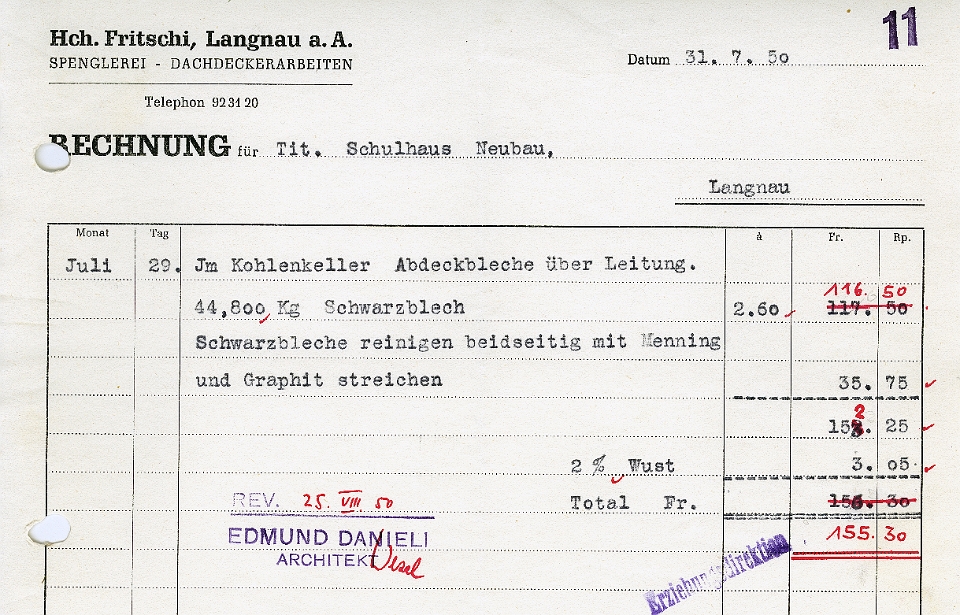 11
Hch. Fritschi, Langnau a. A.
SPENGLEREI - DACHDECKERARBEITEN
Datum 31. 7. 50
Telephon 92 31 20
RECHNUNG für Tit. Schulhaus Neubau,
Langnau
Monat Tag à Fr. Rp.
Juli 29. Jm Kohlenkeller Abdeckbleche über Leitung.
116. 50
44,800 Kg Schwarzblech 2.60 117. 50
Schwarzbleche reinigen beidseitig mit Menning
und Graphit streichen 35. 75
2
153. 25
2 % Wust 3. 05
REV. 25. VIII 50 Total Fr. 156. 30
EDMUND DANIELI 155. 30
ARCHITEKT
Erziehungsdirektion